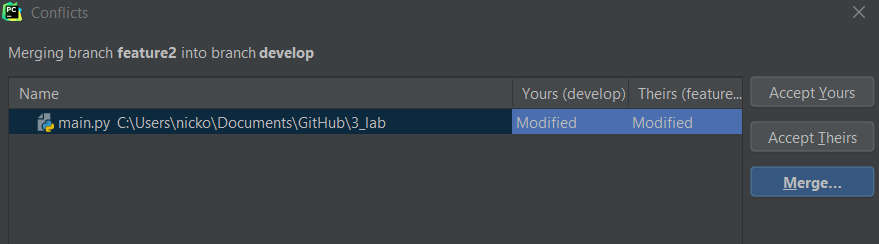 PC
Conflicts
Merging branch feature2 into branch develop
Name
Yours (develop)
Theirs (feature...
main.py C:\Users\nicko\Documents\GitHub\3_lab
Modified
Modified
Accept Yours
Accept Theirs
Merge...